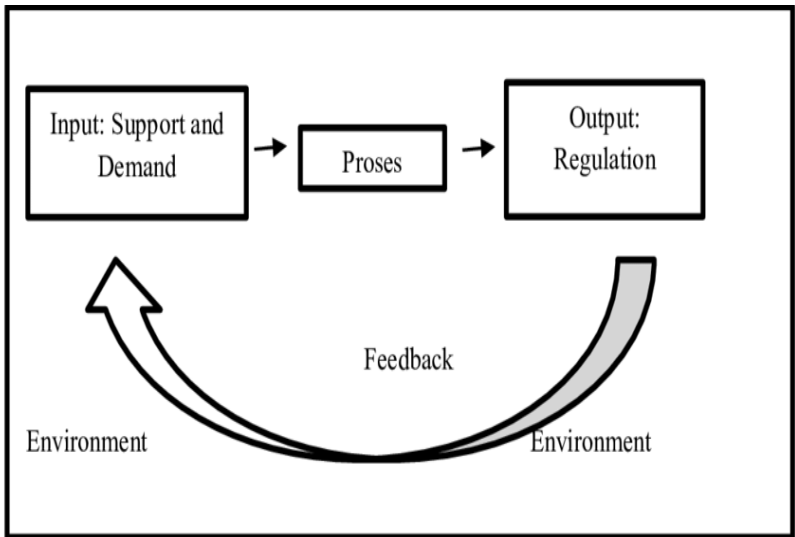 Input: Support and
Demand
Proses
Output:
Regulation
Feedback
Environment
Environment